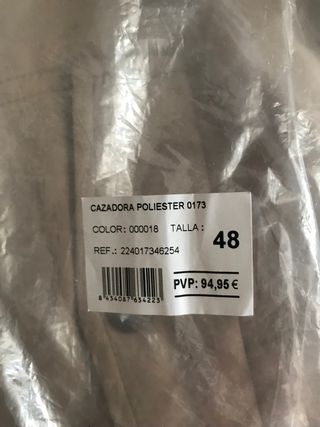 CAZADORA POLIESTER 0173
COLOR: 000018 TALLA: 48
REF.: 224017346254
8 434087 634223
PVP: 94,95 €